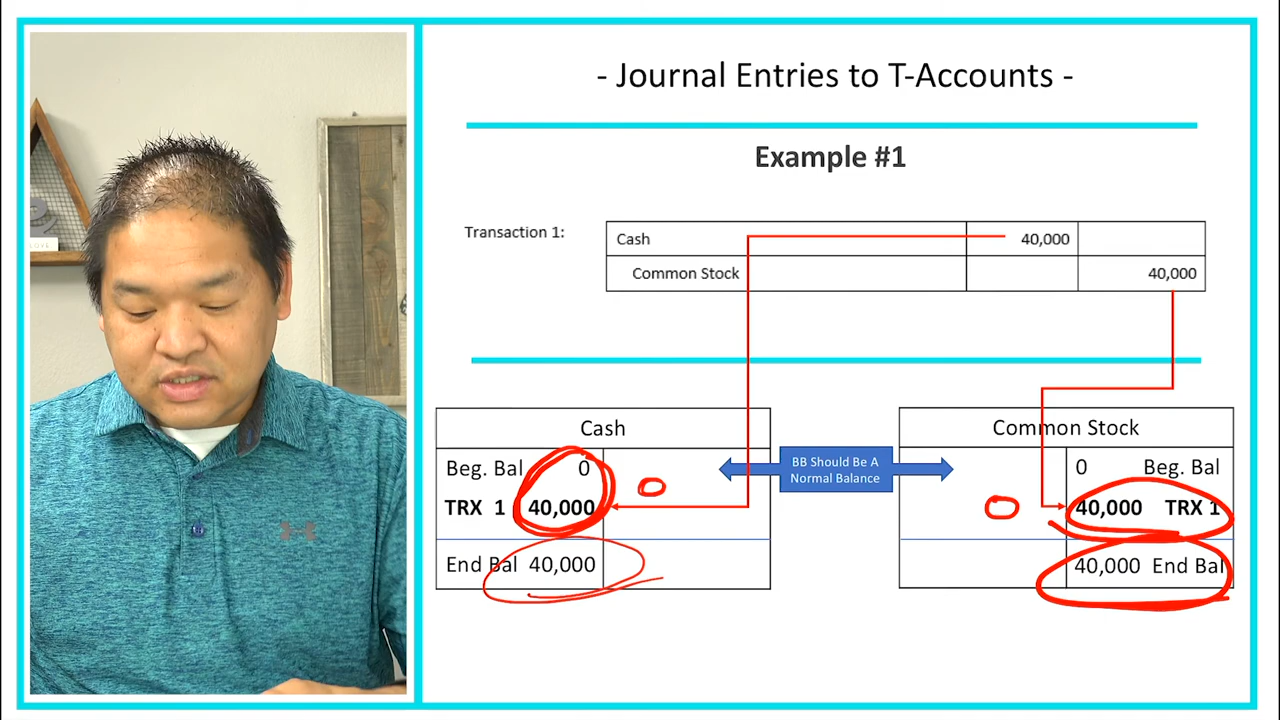 - Journal Entries to T-Accounts -
Example #1
Transaction 1:
Cash 40,000
Common Stock 40,000
Cash
Beg. Bal 0
TRX 1 40,000
End Bal 40,000
0
BB Should Be A
Normal Balance
Common Stock
0 Beg. Bal
40,000 TRX 1
40,000 End Bal
0
LOVE